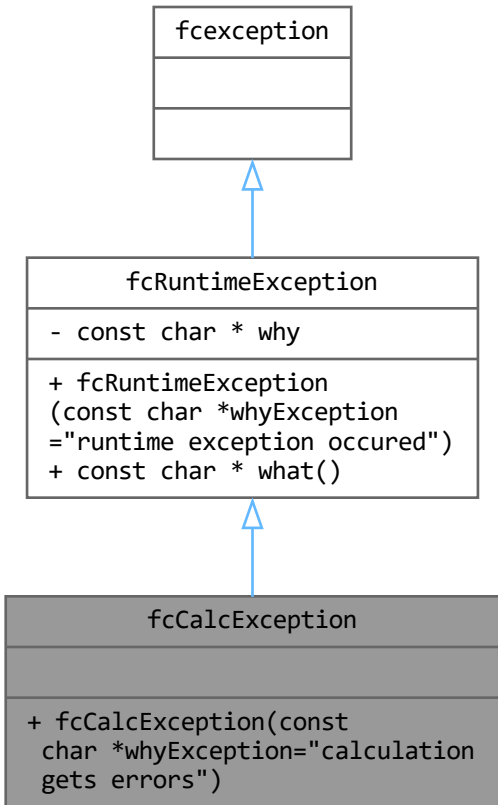 fcexception
fcRuntimeException
- const char * why
+ fcRuntimeException
(const char *whyException
="runtime exception occured")
+ const char * what()
fcCalcException
+ fcCalcException(const
char *whyException="calculation
gets errors")